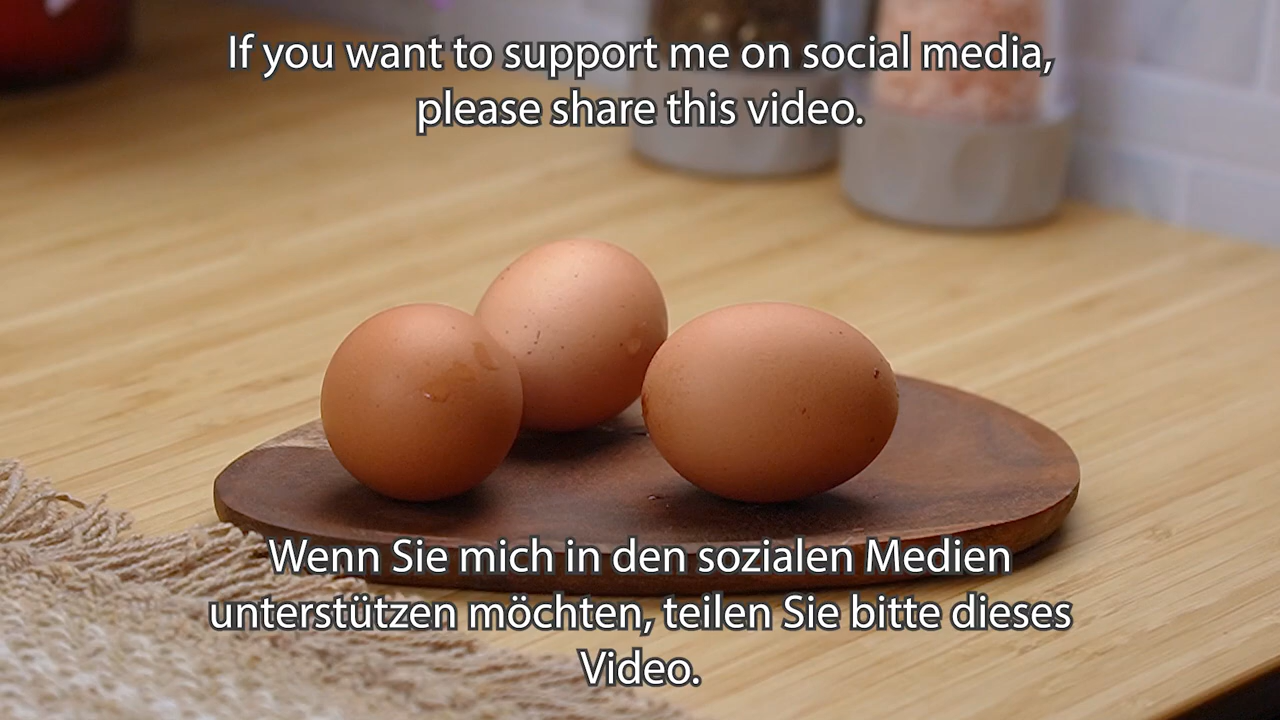 If you want to support me on social media,
please share this video.
Wenn Sie mich in den sozialen Medien
unterstützen möchten, teilen Sie bitte dieses
Video.